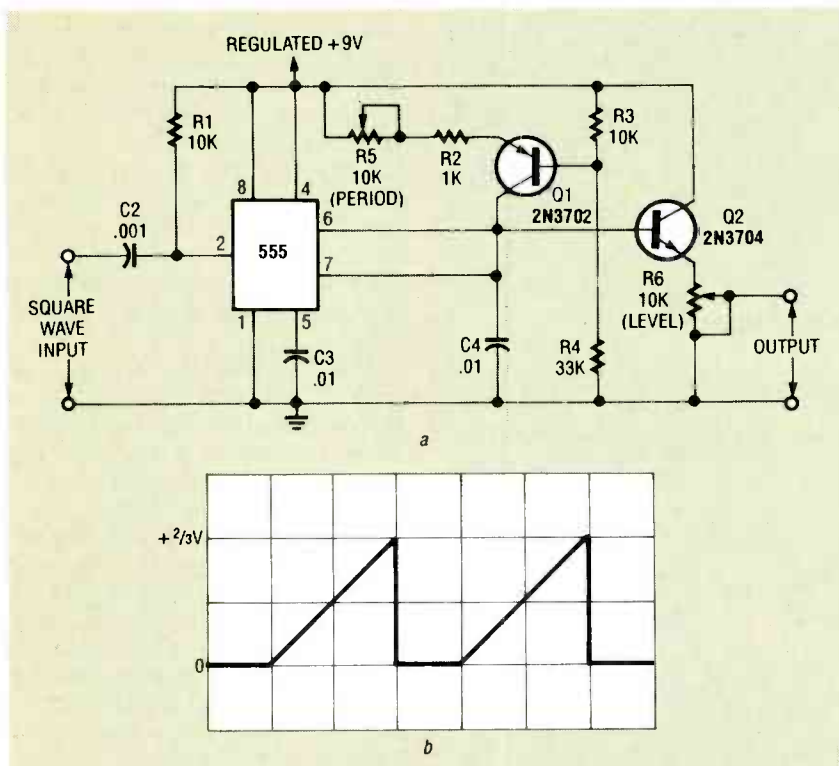 REGULATED +9V
R1
10K
R5
10K
(PERIOD)
R2
1K
R3
10K
Q1
2N3702
C2
.001
8
4
6
2
555
7
1
5
Q2
2N3704
R6
10K
(LEVEL)
SQUARE
WAVE
INPUT
C3
.01
C4
.01
R4
33K
OUTPUT
a
+2/3V
0
b